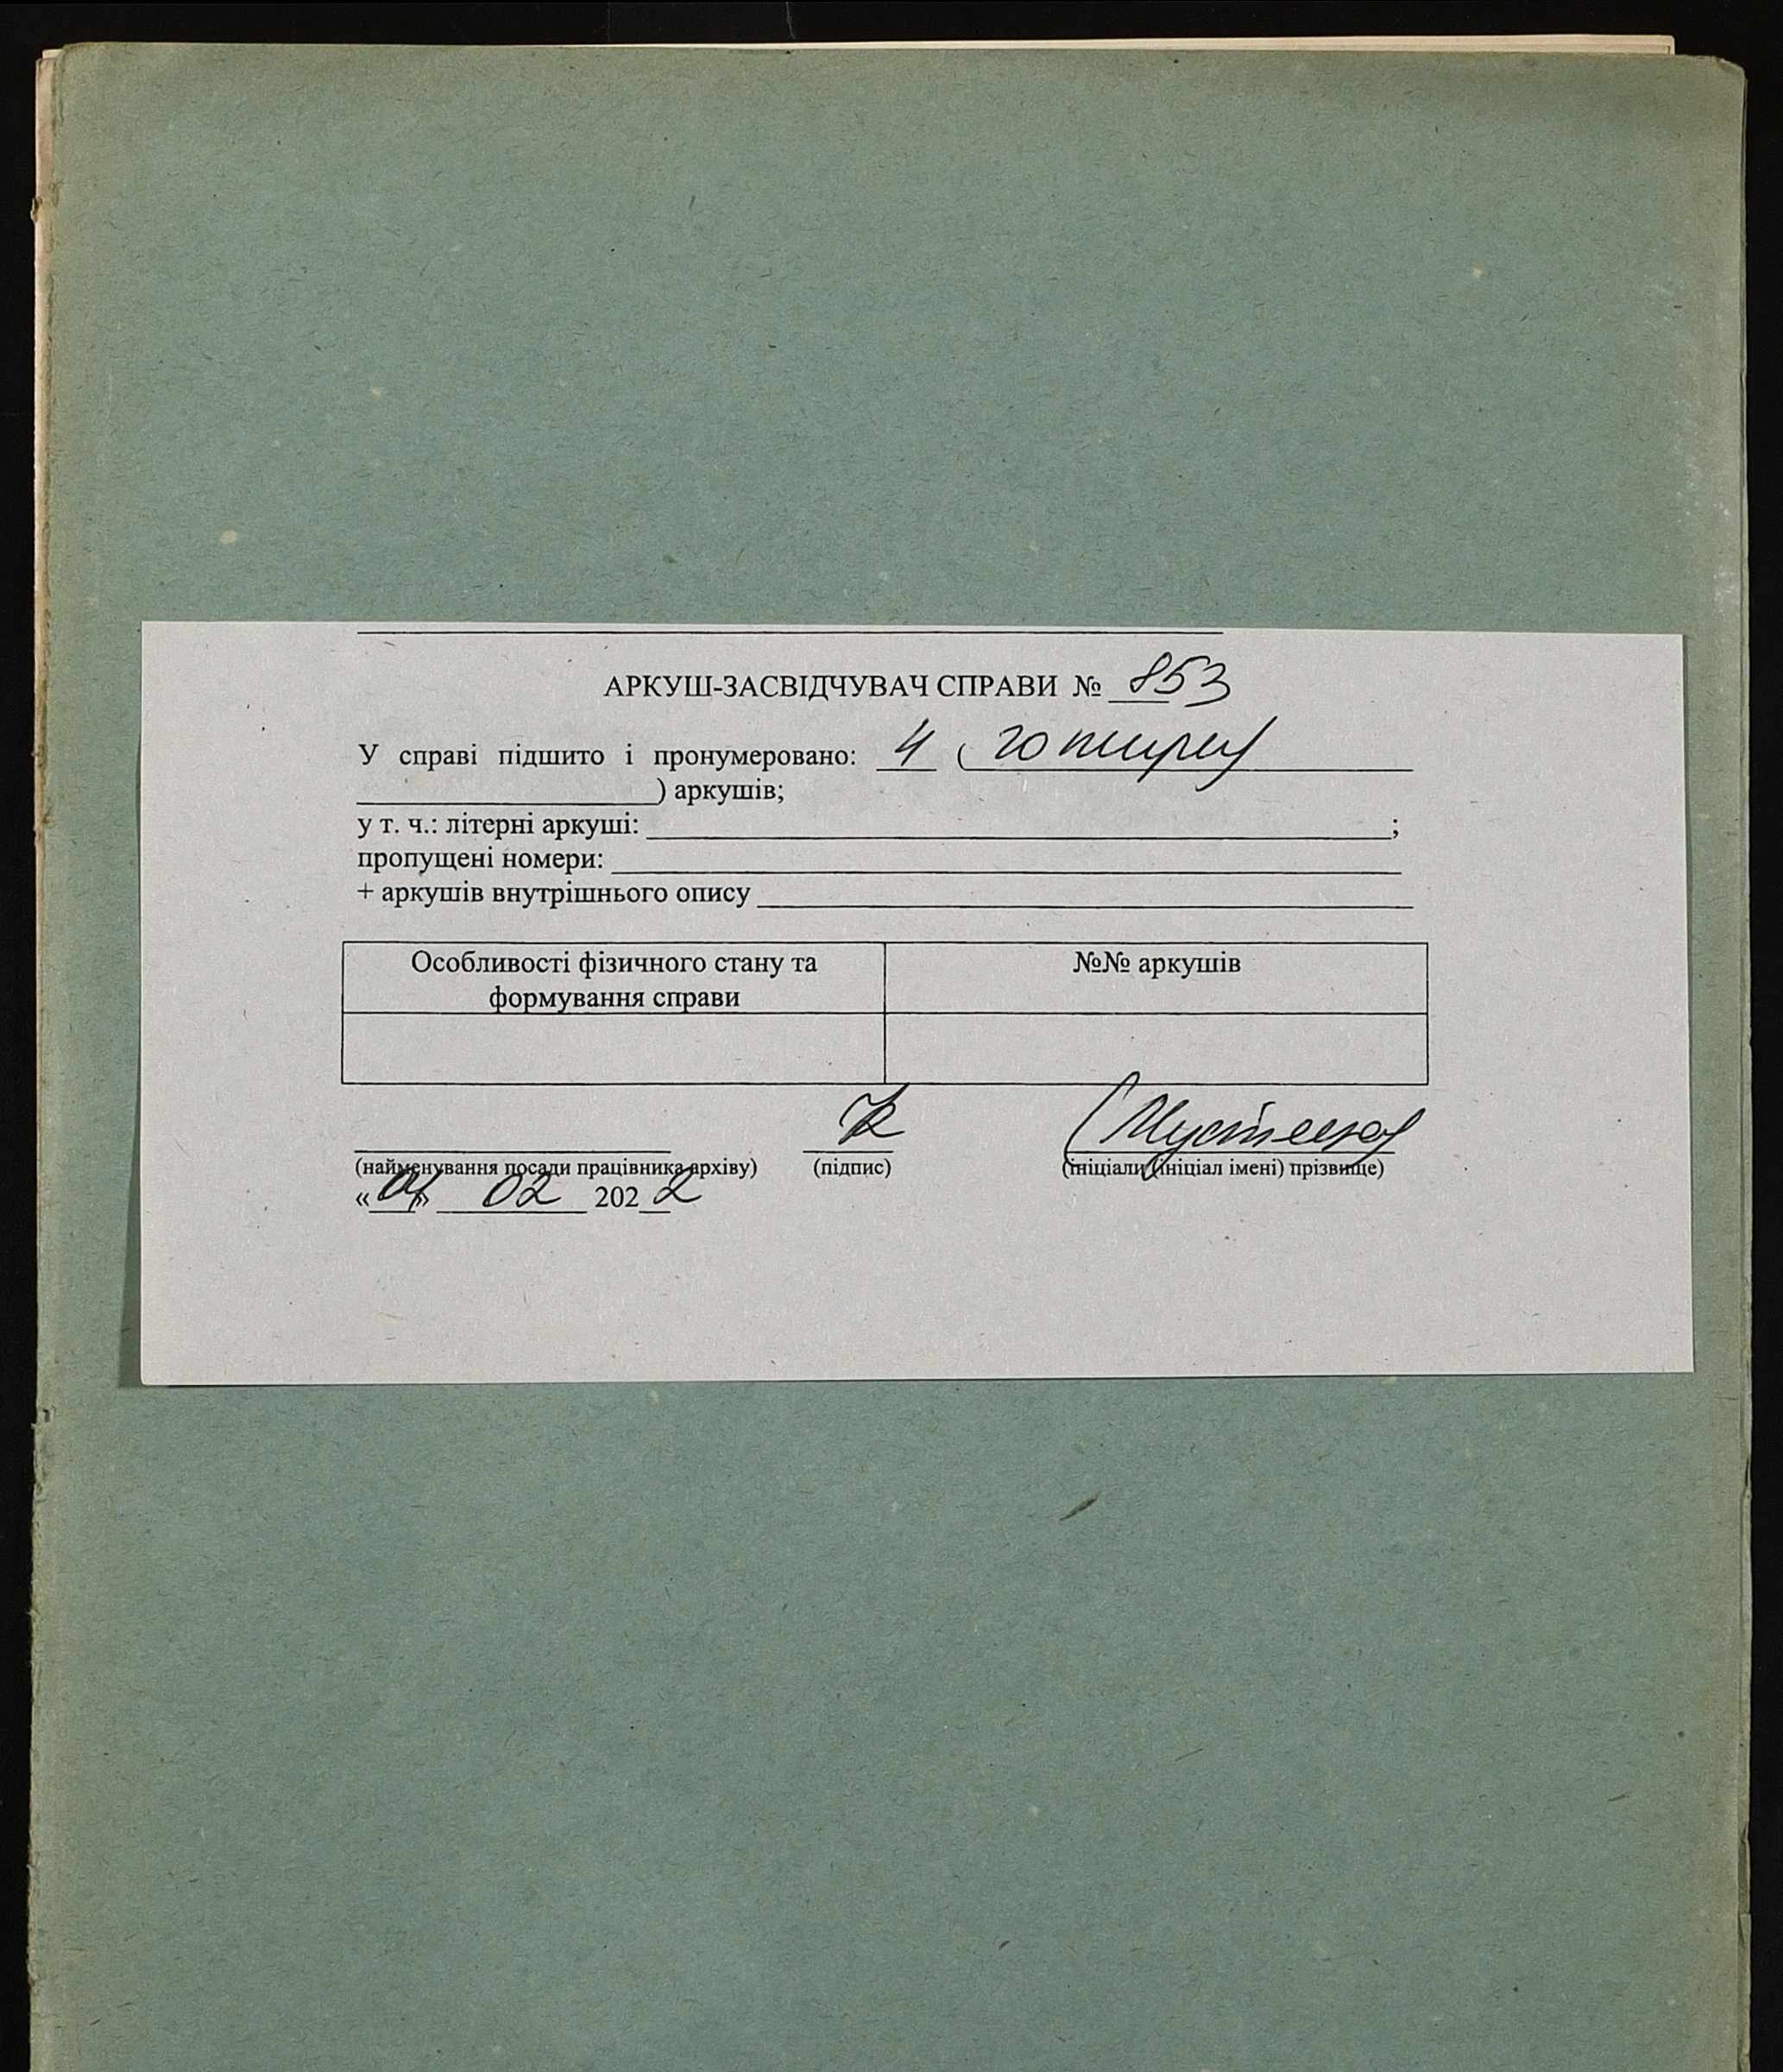 АРКУШ-ЗАСВІДЧУВАЧ СПРАВИ № 853
У справі підшито і пронумеровано: 4 ( чотири
) аркушів;
у т. ч.: літерні аркуші: ;
пропущені номери:
+ аркушів внутрішнього опису
Особливості фізичного стану та
формування справи
№№ аркушів
(найменування посади працівника архіву) (підпис) (ініціали (ініціал імені) прізвище)
« » 02 2022